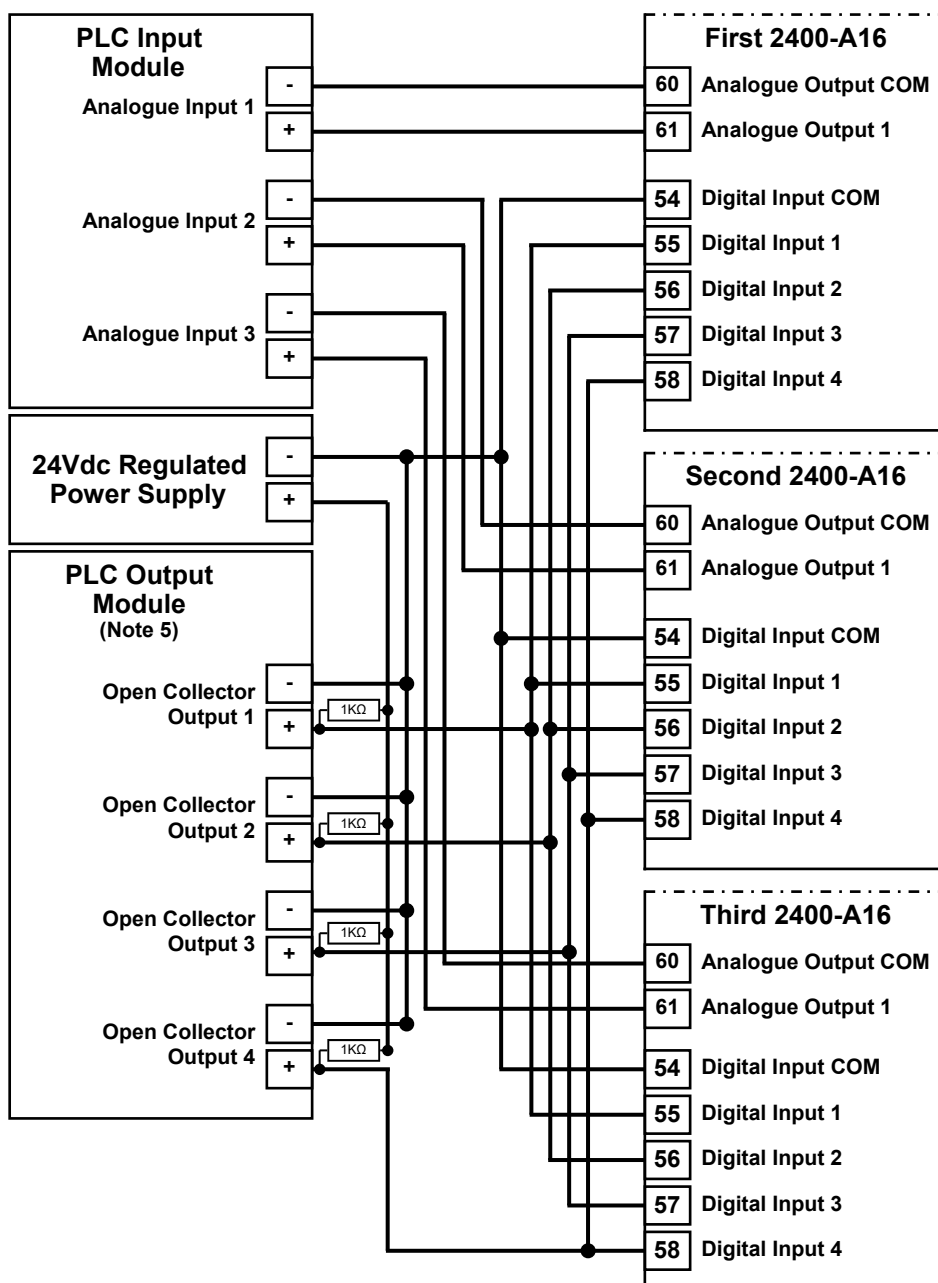 PLC Input
Module
-
Analogue Input 1
+
-
Analogue Input 2
+
-
Analogue Input 3
+
24Vdc Regulated
Power Supply
-
+
PLC Output
Module
(Note 5)
Open Collector
Output 1
-
+
1KΩ
Open Collector
Output 2
-
+
1KΩ
Open Collector
Output 3
-
+
1KΩ
Open Collector
Output 4
-
+
1KΩ
First 2400-A16
60 Analogue Output COM
61 Analogue Output 1
54 Digital Input COM
55 Digital Input 1
56 Digital Input 2
57 Digital Input 3
58 Digital Input 4
Second 2400-A16
60 Analogue Output COM
61 Analogue Output 1
54 Digital Input COM
55 Digital Input 1
56 Digital Input 2
57 Digital Input 3
58 Digital Input 4
Third 2400-A16
60 Analogue Output COM
61 Analogue Output 1
54 Digital Input COM
55 Digital Input 1
56 Digital Input 2
57 Digital Input 3
58 Digital Input 4